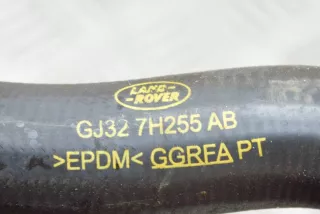 LAND-
-ROVER
GJ32 7H255 AB
>EPDM< GGRFA PT